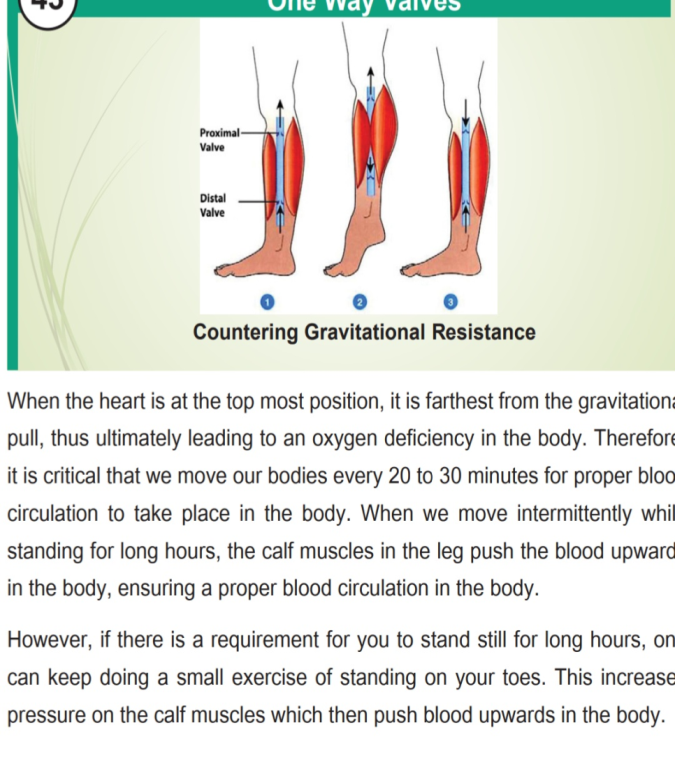 One Way Valves
Proximal
Valve
Distal
Valve
1 2 3
Countering Gravitational Resistance
When the heart is at the top most position, it is farthest from the gravitationa
pull, thus ultimately leading to an oxygen deficiency in the body. Therefore
it is critical that we move our bodies every 20 to 30 minutes for proper bloo
circulation to take place in the body. When we move intermittently whil
standing for long hours, the calf muscles in the leg push the blood upward
in the body, ensuring a proper blood circulation in the body.
However, if there is a requirement for you to stand still for long hours, on
can keep doing a small exercise of standing on your toes. This increase
pressure on the calf muscles which then push blood upwards in the body.